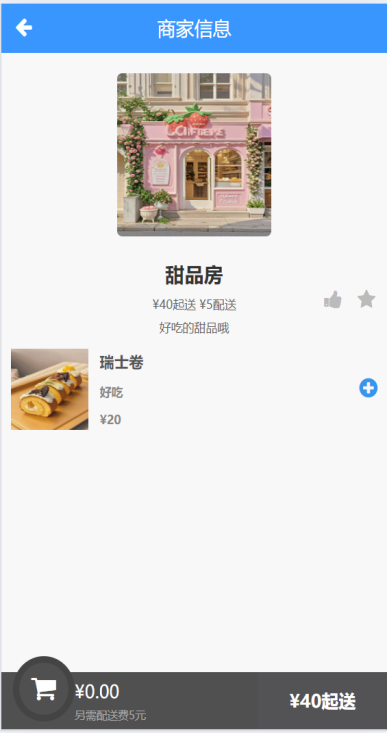 商家信息
甜品房
¥40起送 ¥5配送
好吃的甜品哦
瑞士卷
好吃
¥20
¥0.00
另需配送费5元
¥40起送